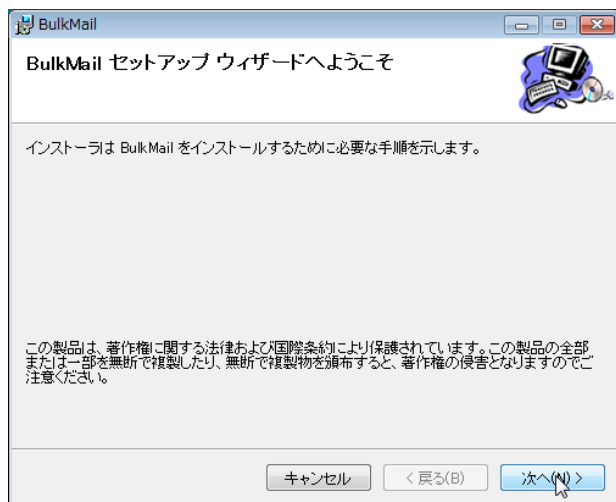 BulkMail
BulkMail セットアップ ウィザードへようこそ
インストーラは BulkMail をインストールするために必要な手順を示します。
この製品は、著作権に関する法律および国際条約により保護されています。この製品の全部
または一部を無断で複製したり、無断で複製物を頒布すると、著作権の侵害となりますのでご
注意ください。
キャンセル
< 戻る(B)
次へ(N) >